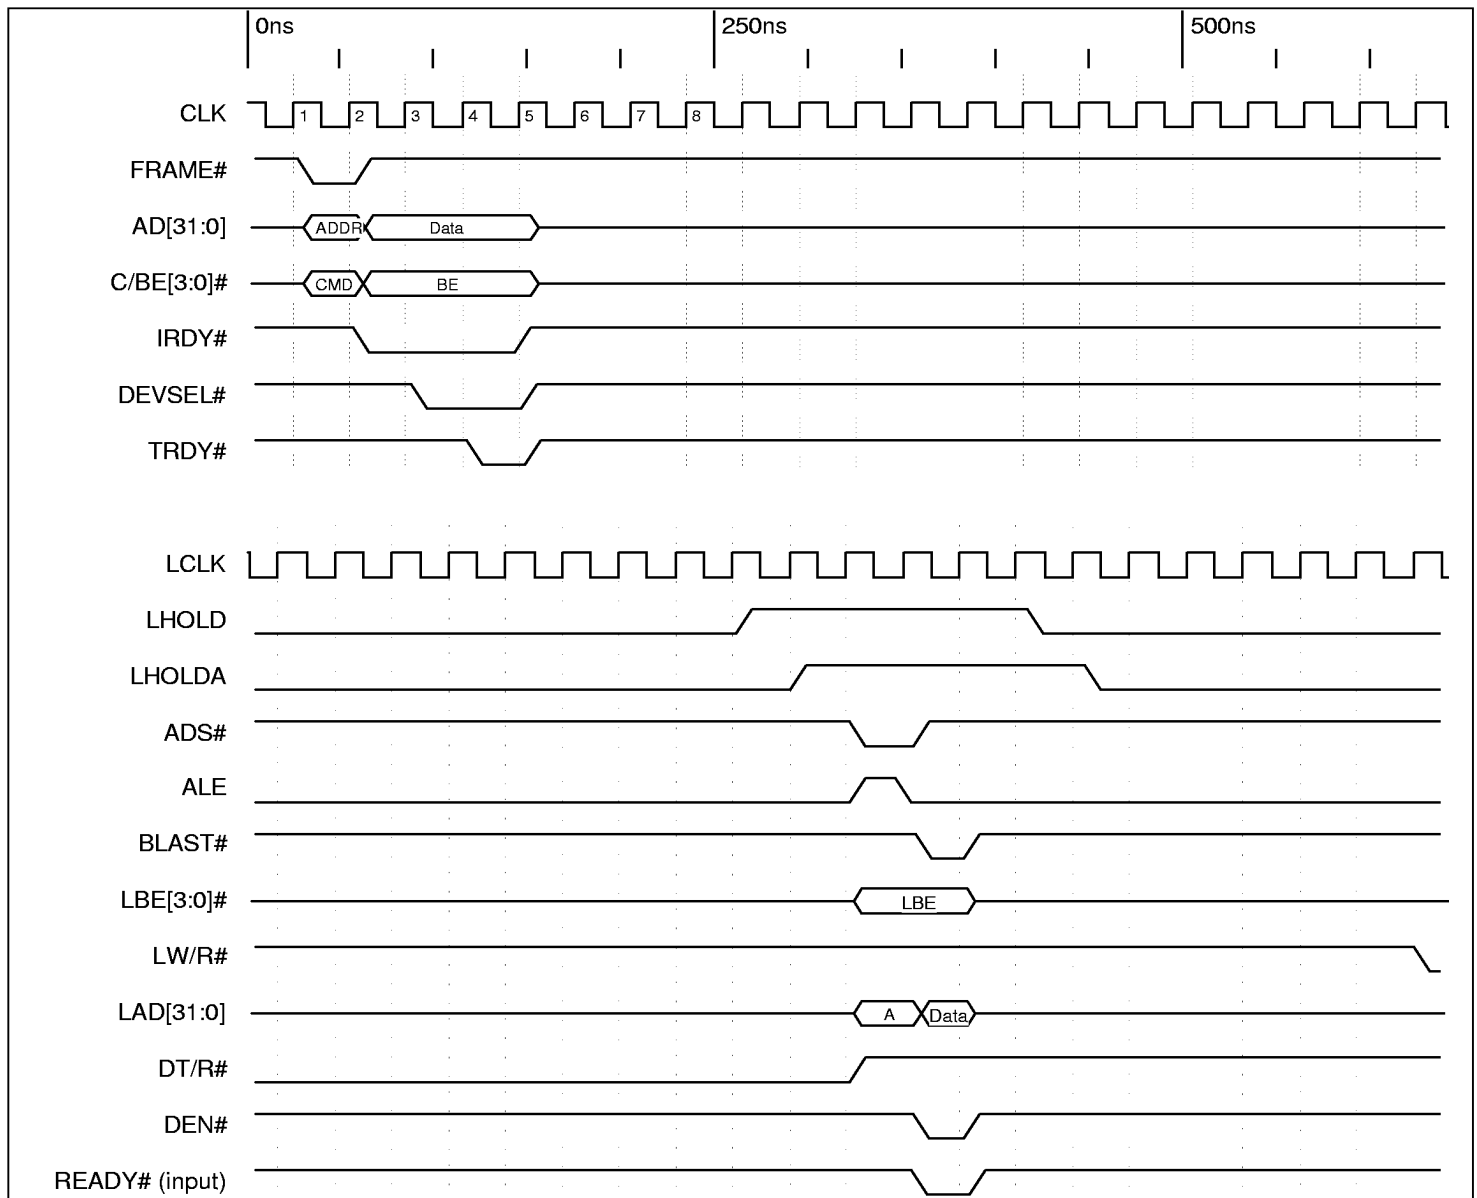 0ns 250ns 500ns
CLK 1 2 3 4 5 6 7 8
FRAME#
AD[31:0] ADDR Data
C/BE[3:0]# CMD BE
IRDY#
DEVSEL#
TRDY#
LCLK
LHOLD
LHOLDA
ADS#
ALE
BLAST#
LBE[3:0]# LBE
LW/R#
LAD[31:0] A Data
DT/R#
DEN#
READY# (input)